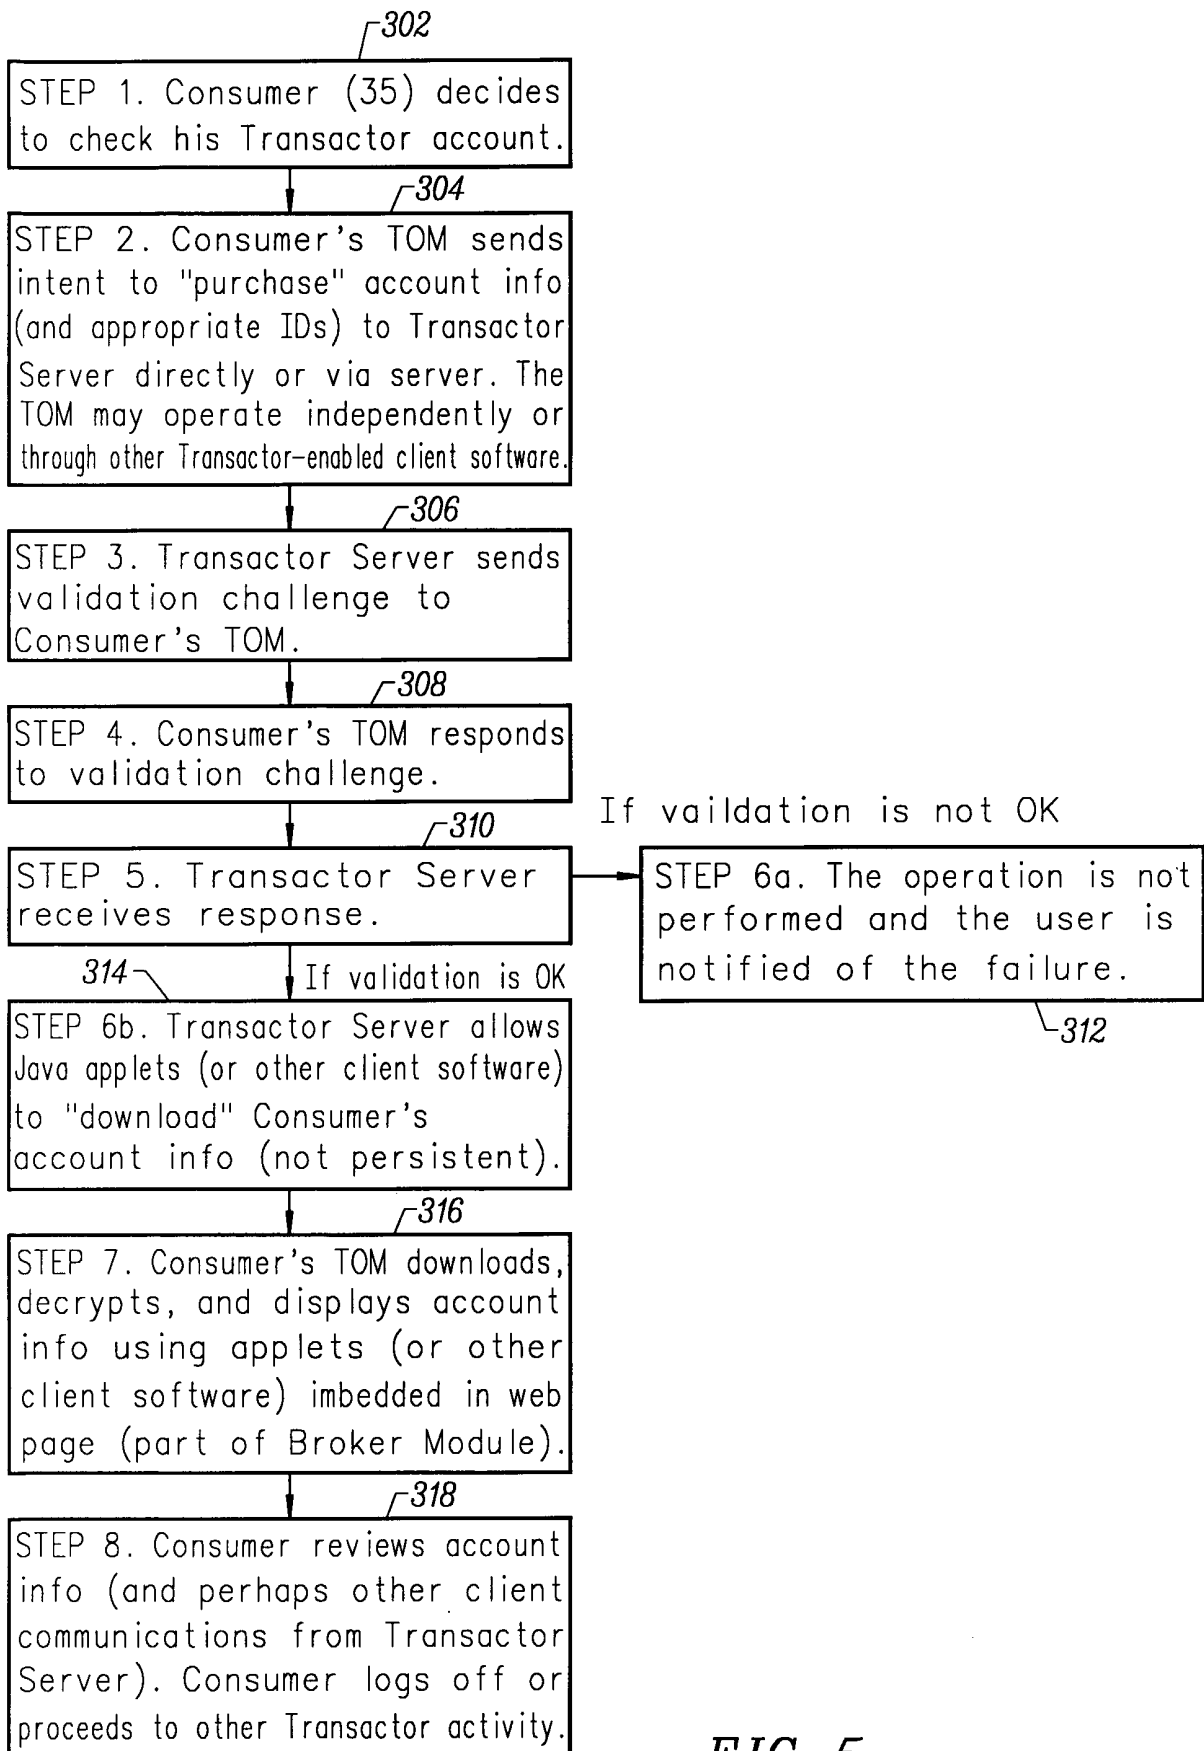 302
STEP 1. Consumer (35) decides
to check his Transactor account.
304
STEP 2. Consumer's TOM sends
intent to "purchase" account info
(and appropriate IDs) to Transactor
Server directly or via server. The
TOM may operate independently or
through other Transactor-enabled client software.
306
STEP 3. Transactor Server sends
validation challenge to
Consumer's TOM.
308
STEP 4. Consumer's TOM responds
to validation challenge.
310
STEP 5. Transactor Server
receives response.
If vaildation is not OK
STEP 6a. The operation is not
performed and the user is
notified of the failure.
312
314
If validation is OK
STEP 6b. Transactor Server allows
Java applets (or other client software)
to "download" Consumer's
account info (not persistent).
316
STEP 7. Consumer's TOM downloads,
decrypts, and displays account
info using applets (or other
client software) imbedded in web
page (part of Broker Module).
318
STEP 8. Consumer reviews account
info (and perhaps other client
communications from Transactor
Server). Consumer logs off or
proceeds to other Transactor activity.
FIG. 5